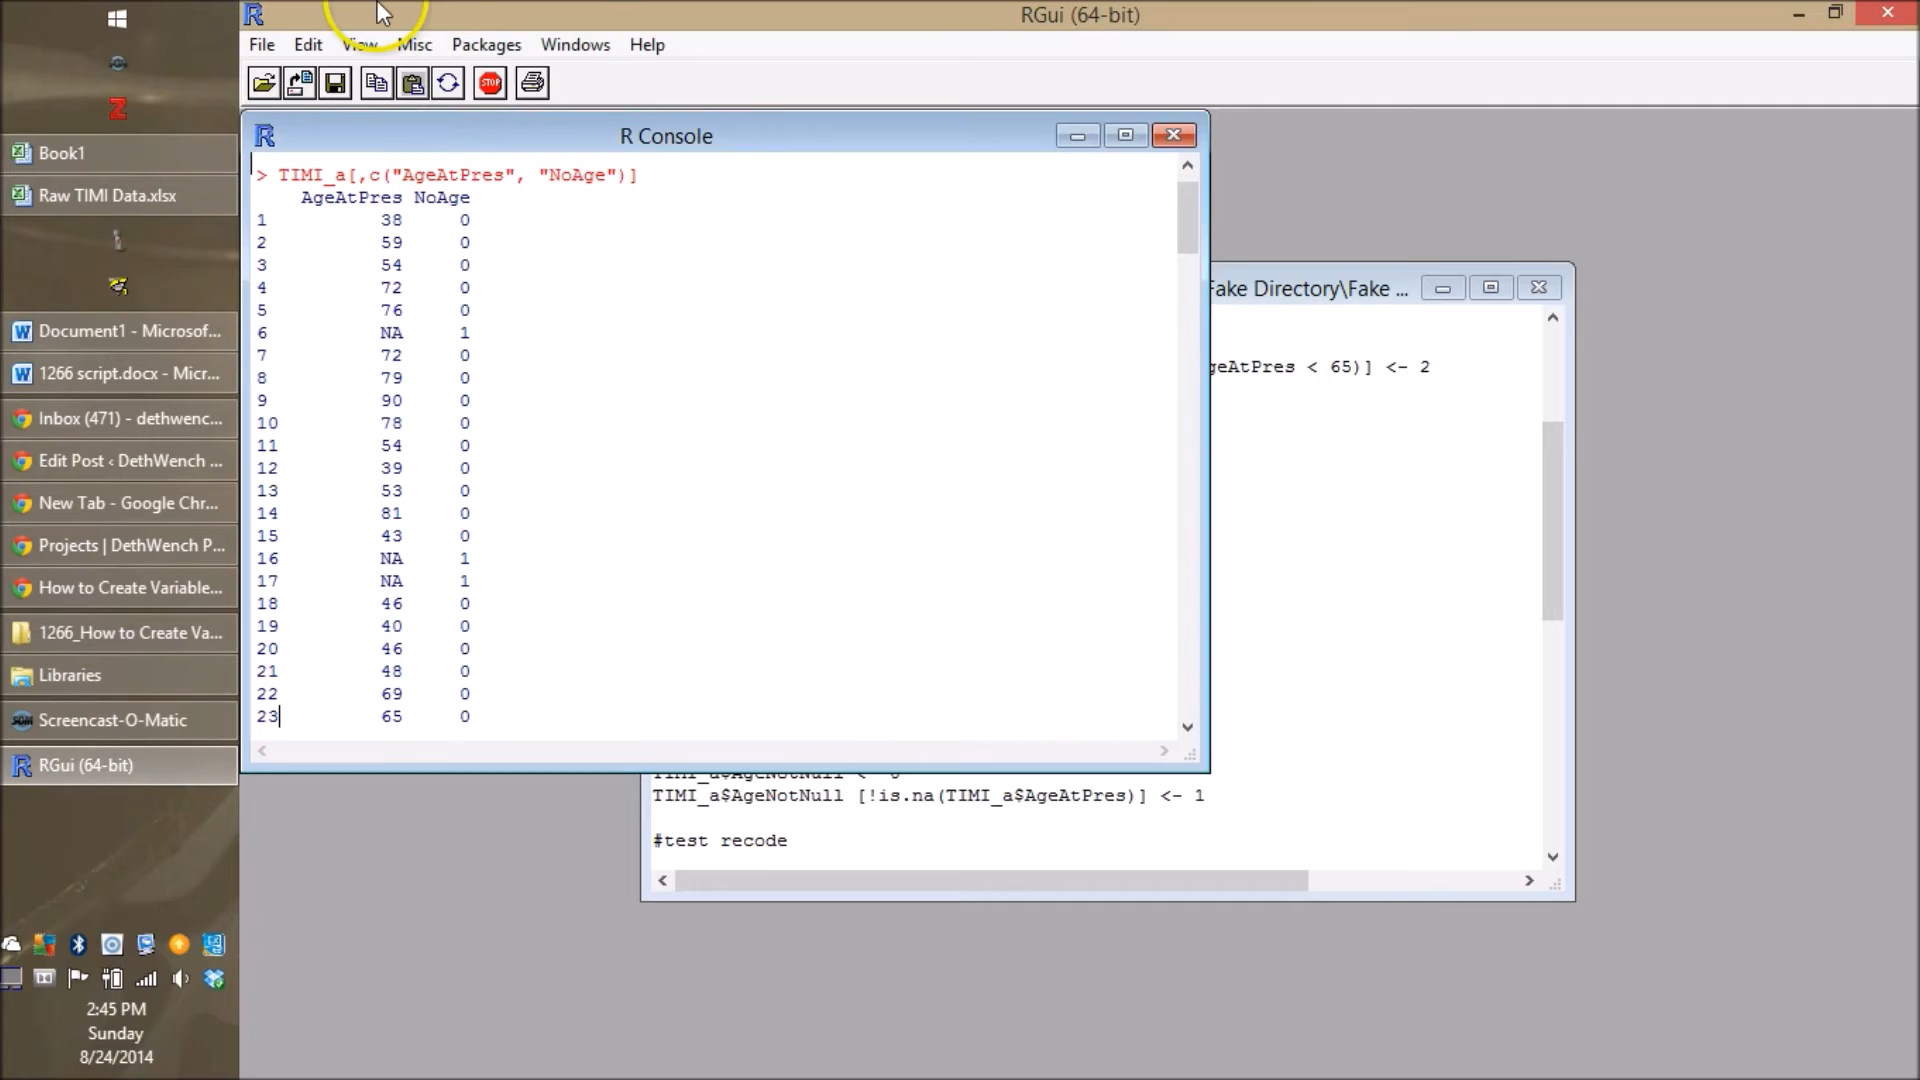 RGui (64-bit)
File Edit View Misc Packages Windows Help
STOP
R Console
> TIMI_a[,c("AgeAtPres", "NoAge")]
AgeAtPres NoAge
1 38 0
2 59 0
3 54 0
4 72 0
5 76 0
6 NA 1
7 72 0
8 79 0
9 90 0
10 78 0
11 54 0
12 39 0
13 53 0
14 81 0
15 43 0
16 NA 1
17 NA 1
18 46 0
19 40 0
20 46 0
21 48 0
22 69 0
23 65 0
Fake Directory\Fake ...
geAtPres < 65)] <- 2
TIMI_a$AgeNotNull [!is.na(TIMI_a$AgeAtPres)] <- 1
#test recode
Book1
Raw TIMI Data.xlsx
Document1 - Microsof...
1266 script.docx - Micr...
Inbox (471) - dethwenc...
Edit Post ‹ DethWench ...
New Tab - Google Chr...
Projects | DethWench P...
How to Create Variable...
1266_How to Create Va...
Libraries
Screencast-O-Matic
RGui (64-bit)
2:45 PM
Sunday
8/24/2014